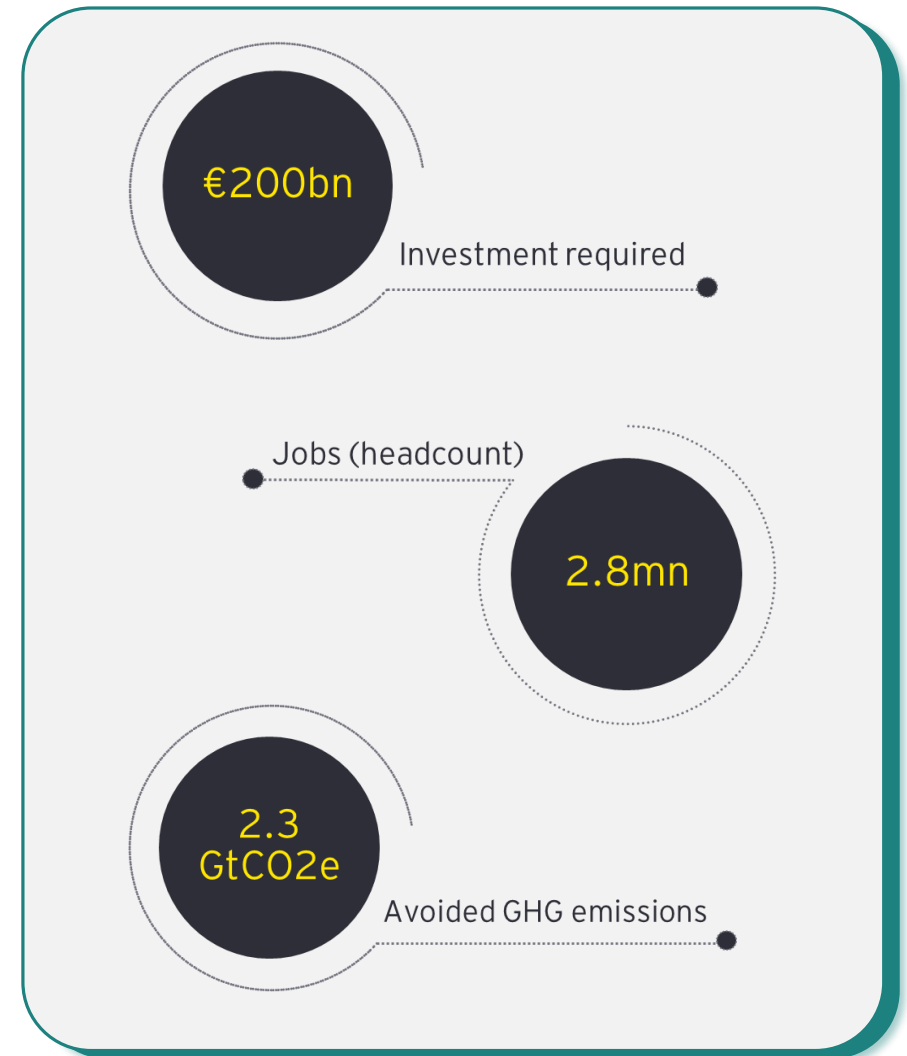 €200bn
Investment required
Jobs (headcount)
2.8mn
2.3
GtCO2e
Avoided GHG emissions